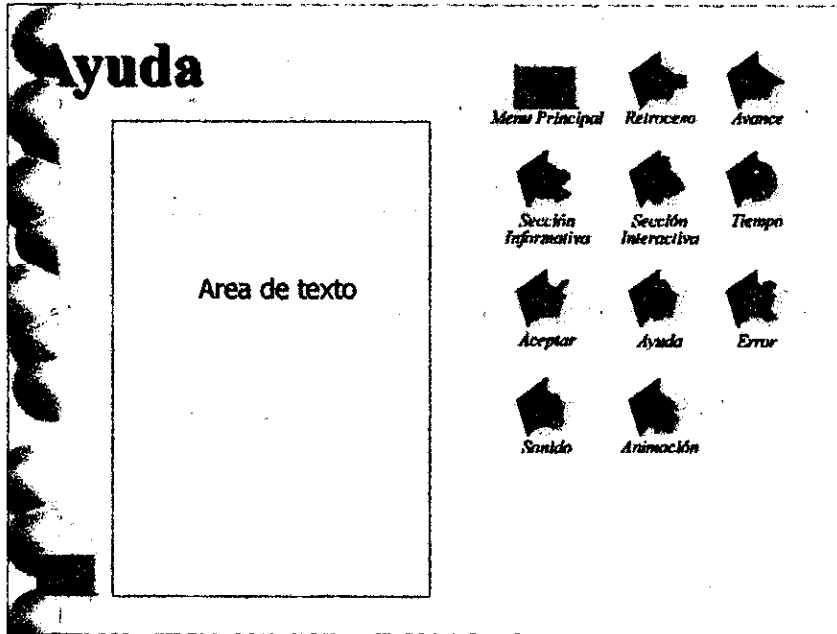 Ayuda
Menu Principal
Retroceso
Avance
Sección
Informativa
Sección
Interactiva
Tiempo
Area de texto
Aceptar
Ayuda
Error
Sonido
Animación